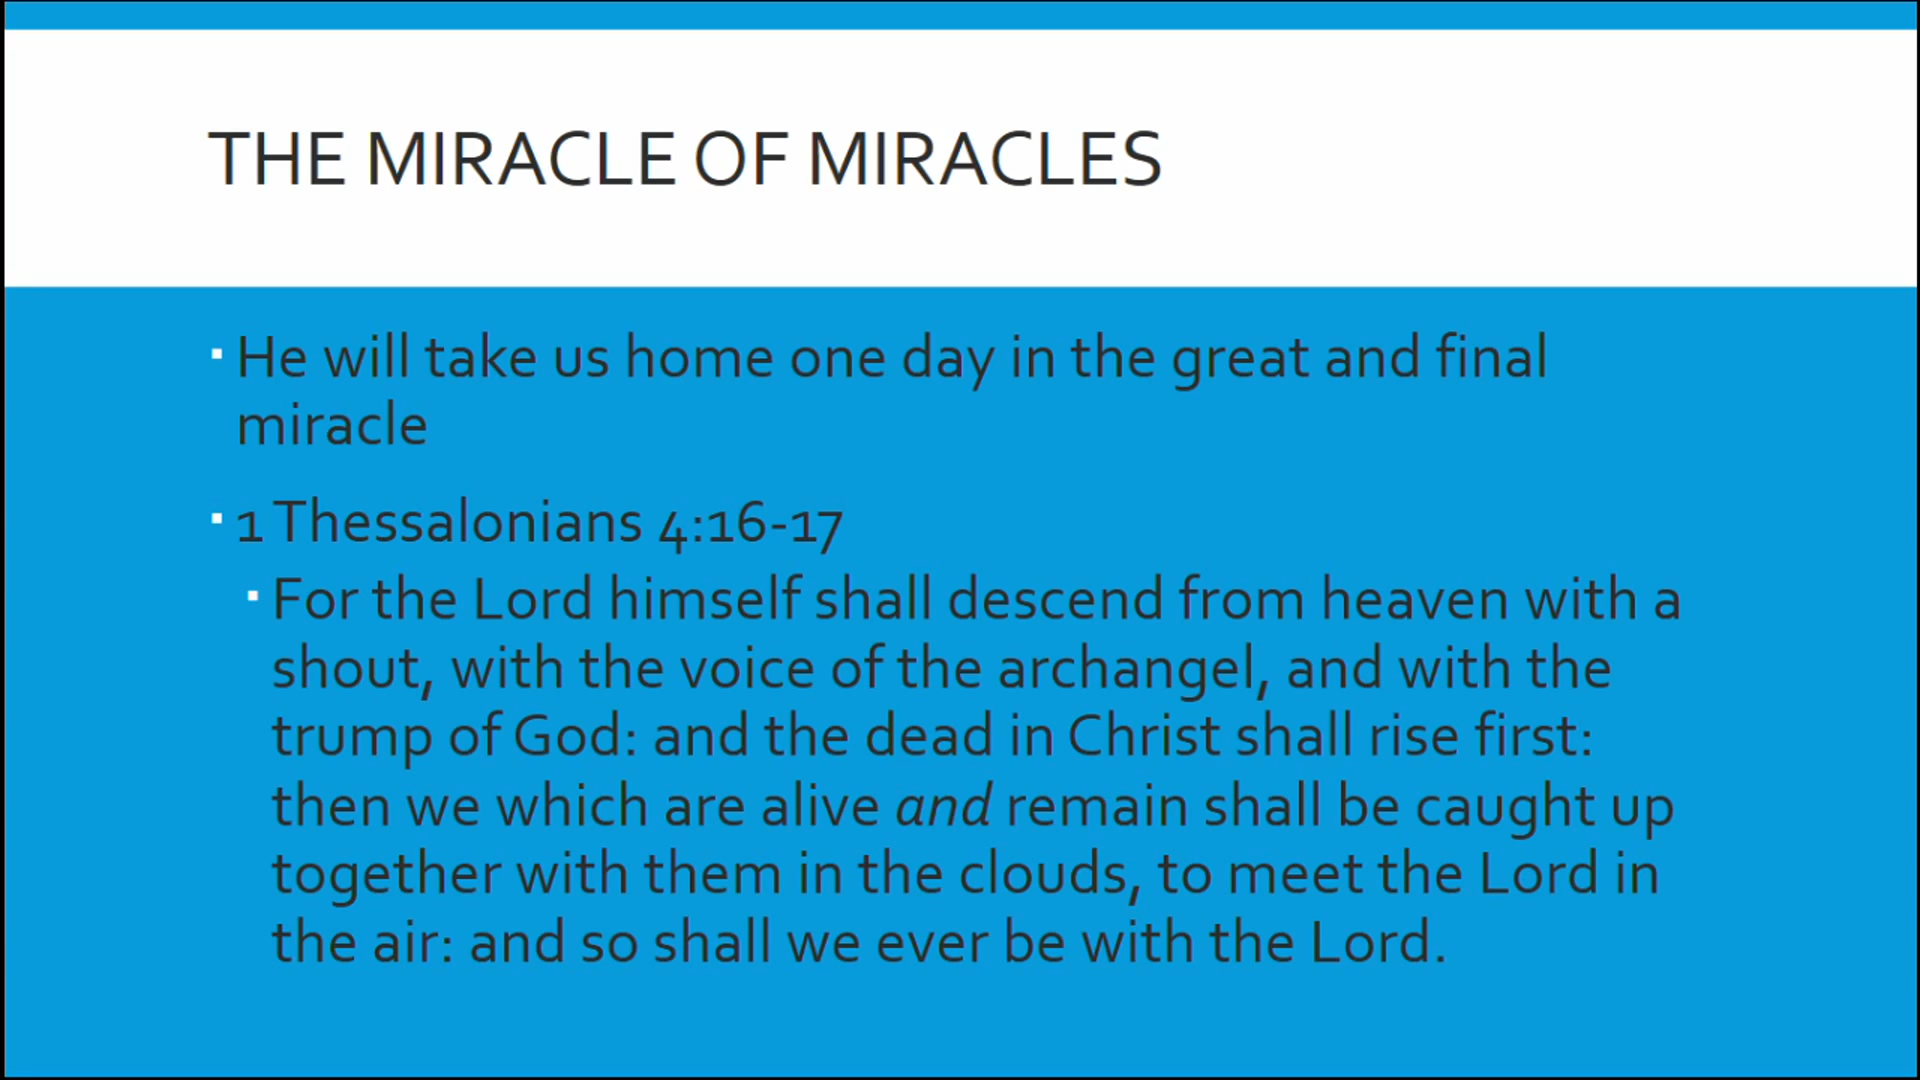 THE MIRACLE OF MIRACLES
He will take us home one day in the great and final
miracle
1 Thessalonians 4:16-17
For the Lord himself shall descend from heaven with a
shout, with the voice of the archangel, and with the
trump of God: and the dead in Christ shall rise first:
then we which are alive and remain shall be caught up
together with them in the clouds, to meet the Lord in
the air: and so shall we ever be with the Lord.